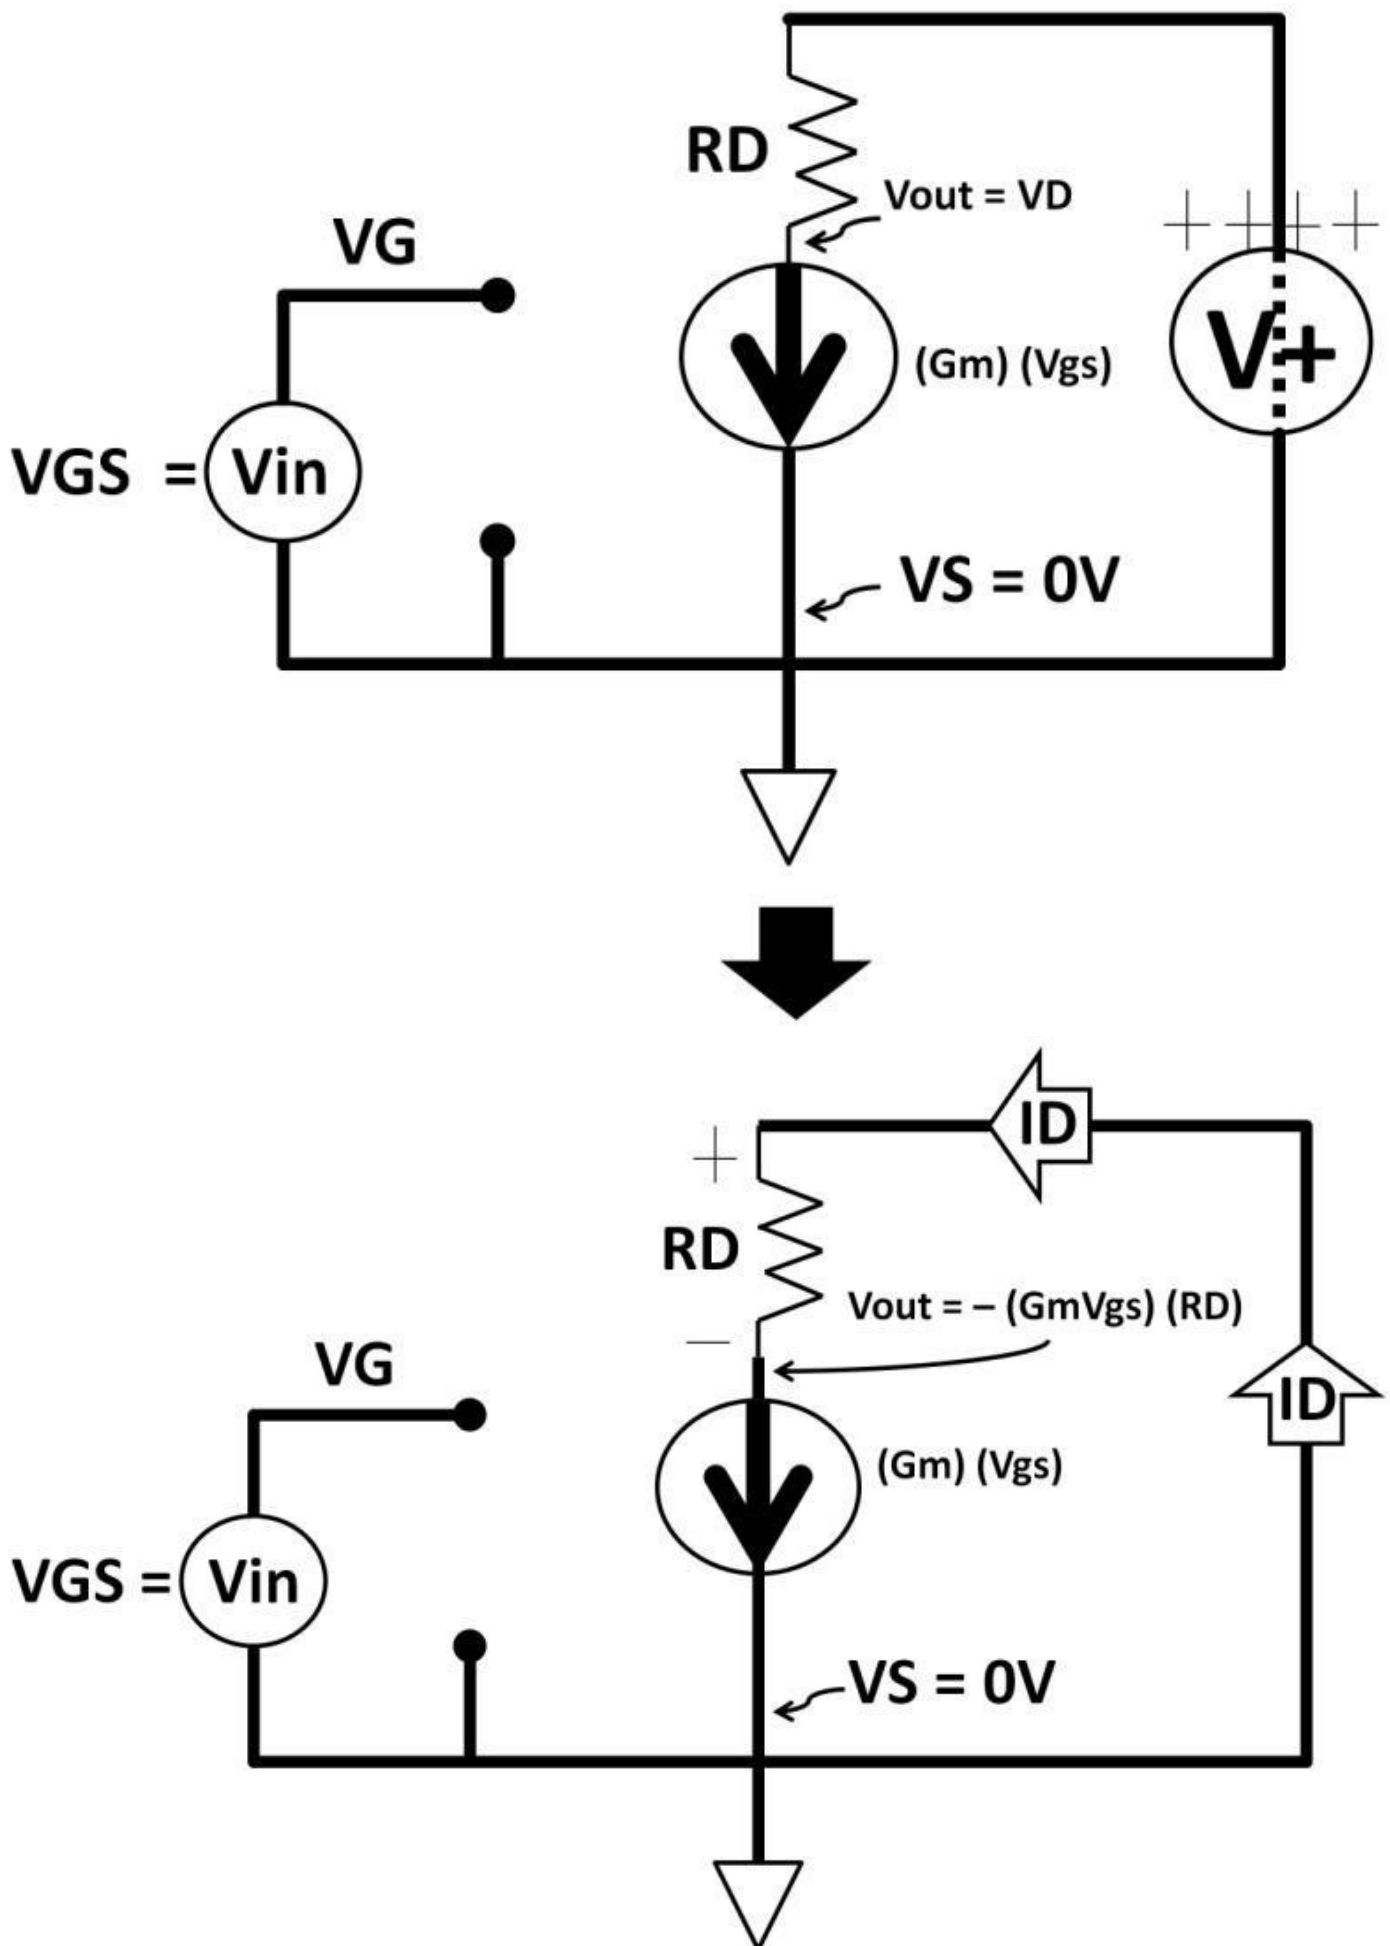 RD
Vout = VD
VG
V+
(Gm) (Vgs)
VGS = Vin
VS = 0V
ID
RD
Vout = – (GmVgs) (RD)
VG
ID
(Gm) (Vgs)
VGS = Vin
VS = 0V